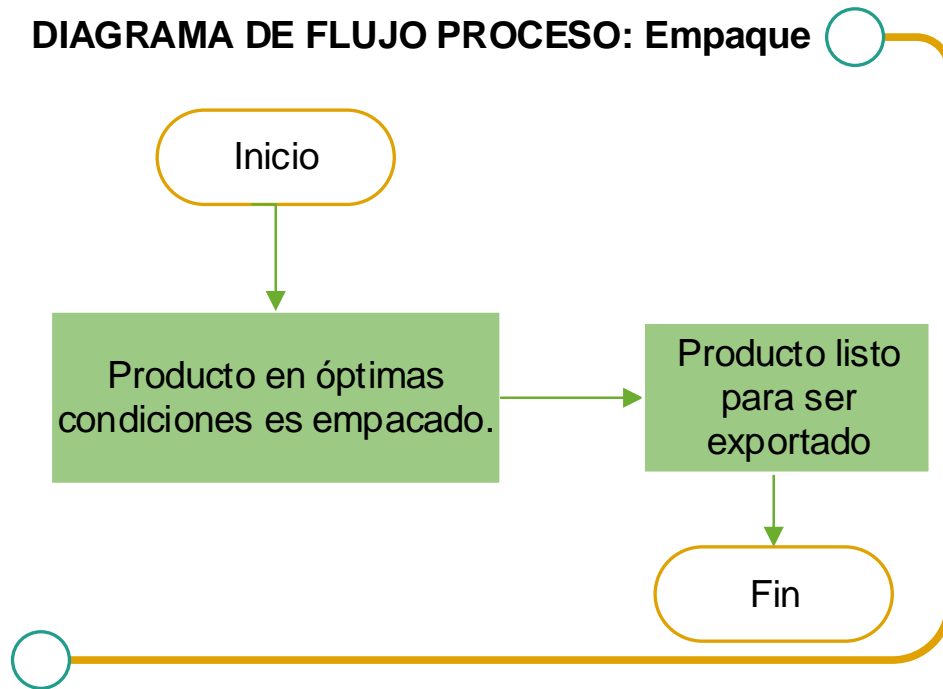 DIAGRAMA DE FLUJO PROCESO: Empaque
Inicio
Producto en óptimas
condiciones es empacado.
Producto listo
para ser
exportado
Fin